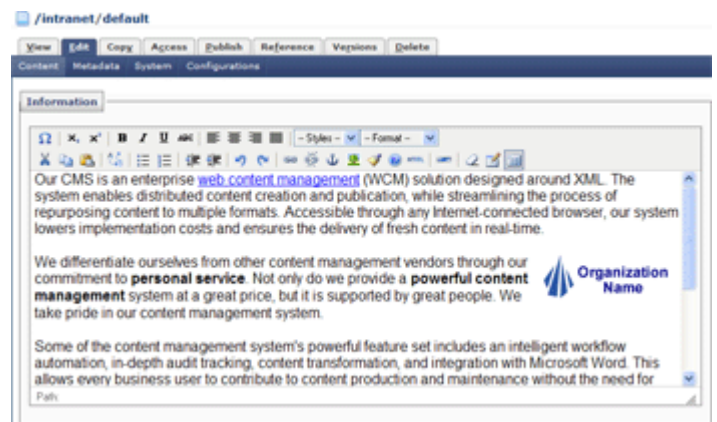 /intranet/default
View Edit Copy Access Publish Reference Versions Delete
Content Metadata System Configurations
Information
Ω x, x' B I U ABC -- Styles -- -- Format --
Our CMS is an enterprise web content management (WCM) solution designed around XML. The
system enables distributed content creation and publication, while streamlining the process of
repurposing content to multiple formats. Accessible through any Internet-connected browser, our system
lowers implementation costs and ensures the delivery of fresh content in real-time.
We differentiate ourselves from other content management vendors through our
commitment to personal service. Not only do we provide a powerful content
management system at a great price, but it is supported by great people. We
take pride in our content management system.
Organization
Name
Some of the content management system's powerful feature set includes an intelligent workflow
automation, in-depth audit tracking, content transformation, and integration with Microsoft Word. This
allows every business user to contribute to content production and maintenance without the need for
Path: